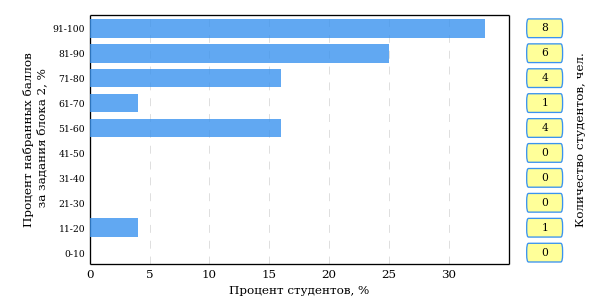 Процент набранных баллов
за задания блока 2, %
91-100 8
81-90 6
71-80 4
61-70 1
51-60 4
41-50 0
31-40 0
21-30 0
11-20 1
0-10 0
0 5 10 15 20 25 30
Процент студентов, %
Количество студентов, чел.